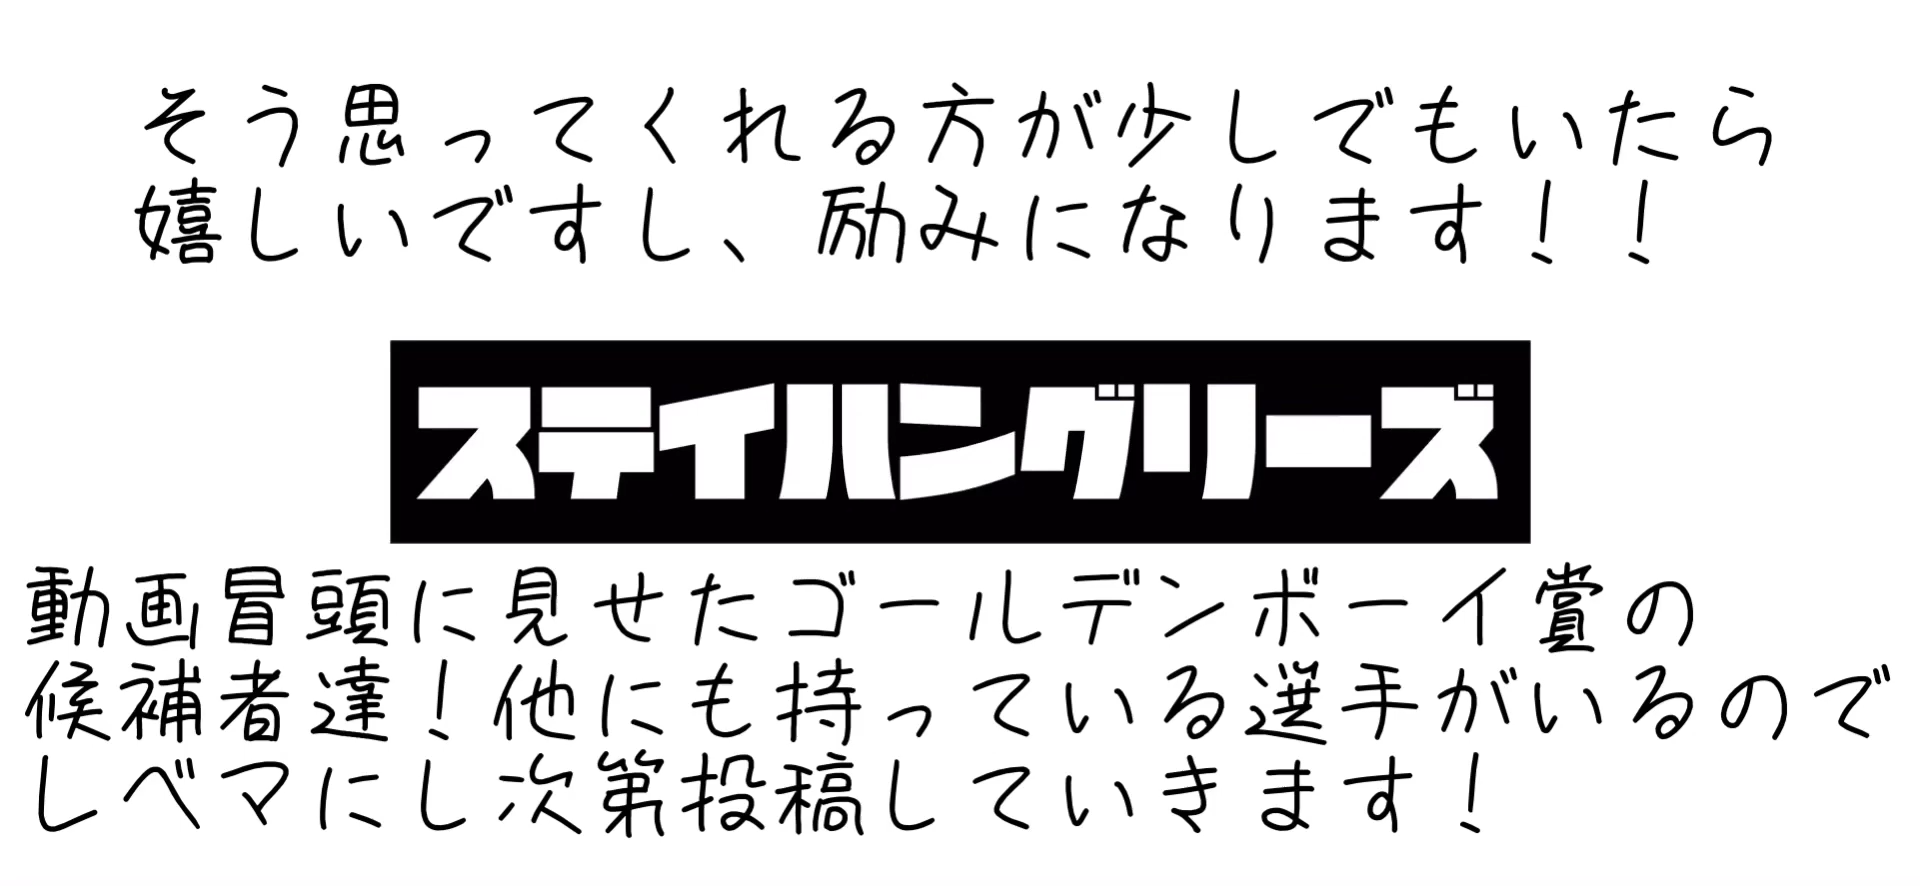 そう思ってくれる方が少しでもいたら
嬉しいですし、励みになります！！
ステイハングリーズ
動画冒頭に見せたゴールデンボーイ賞の
候補者達！他にも持っている選手がいるので
レベマにし次第投稿していきます！